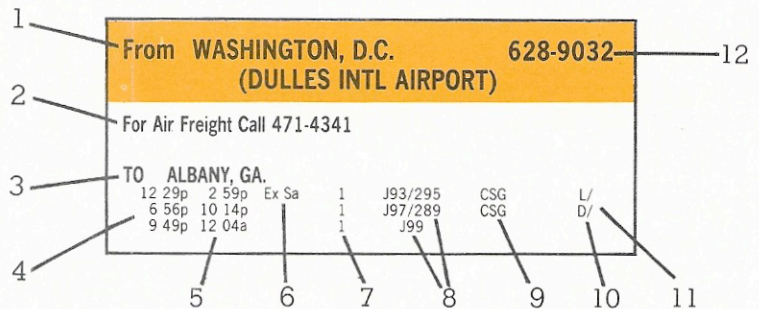 1
From WASHINGTON, D.C. 628-9032 12
(DULLES INTL AIRPORT)
2
For Air Freight Call 471-4341
3
TO ALBANY, GA.
12 29p 2 59p Ex Sa 1 J93/295 CSG L/
6 56p 10 14p 1 J97/289 CSG D/
9 49p 12 04a 1 J99
4
5 6 7 8 9 10 11